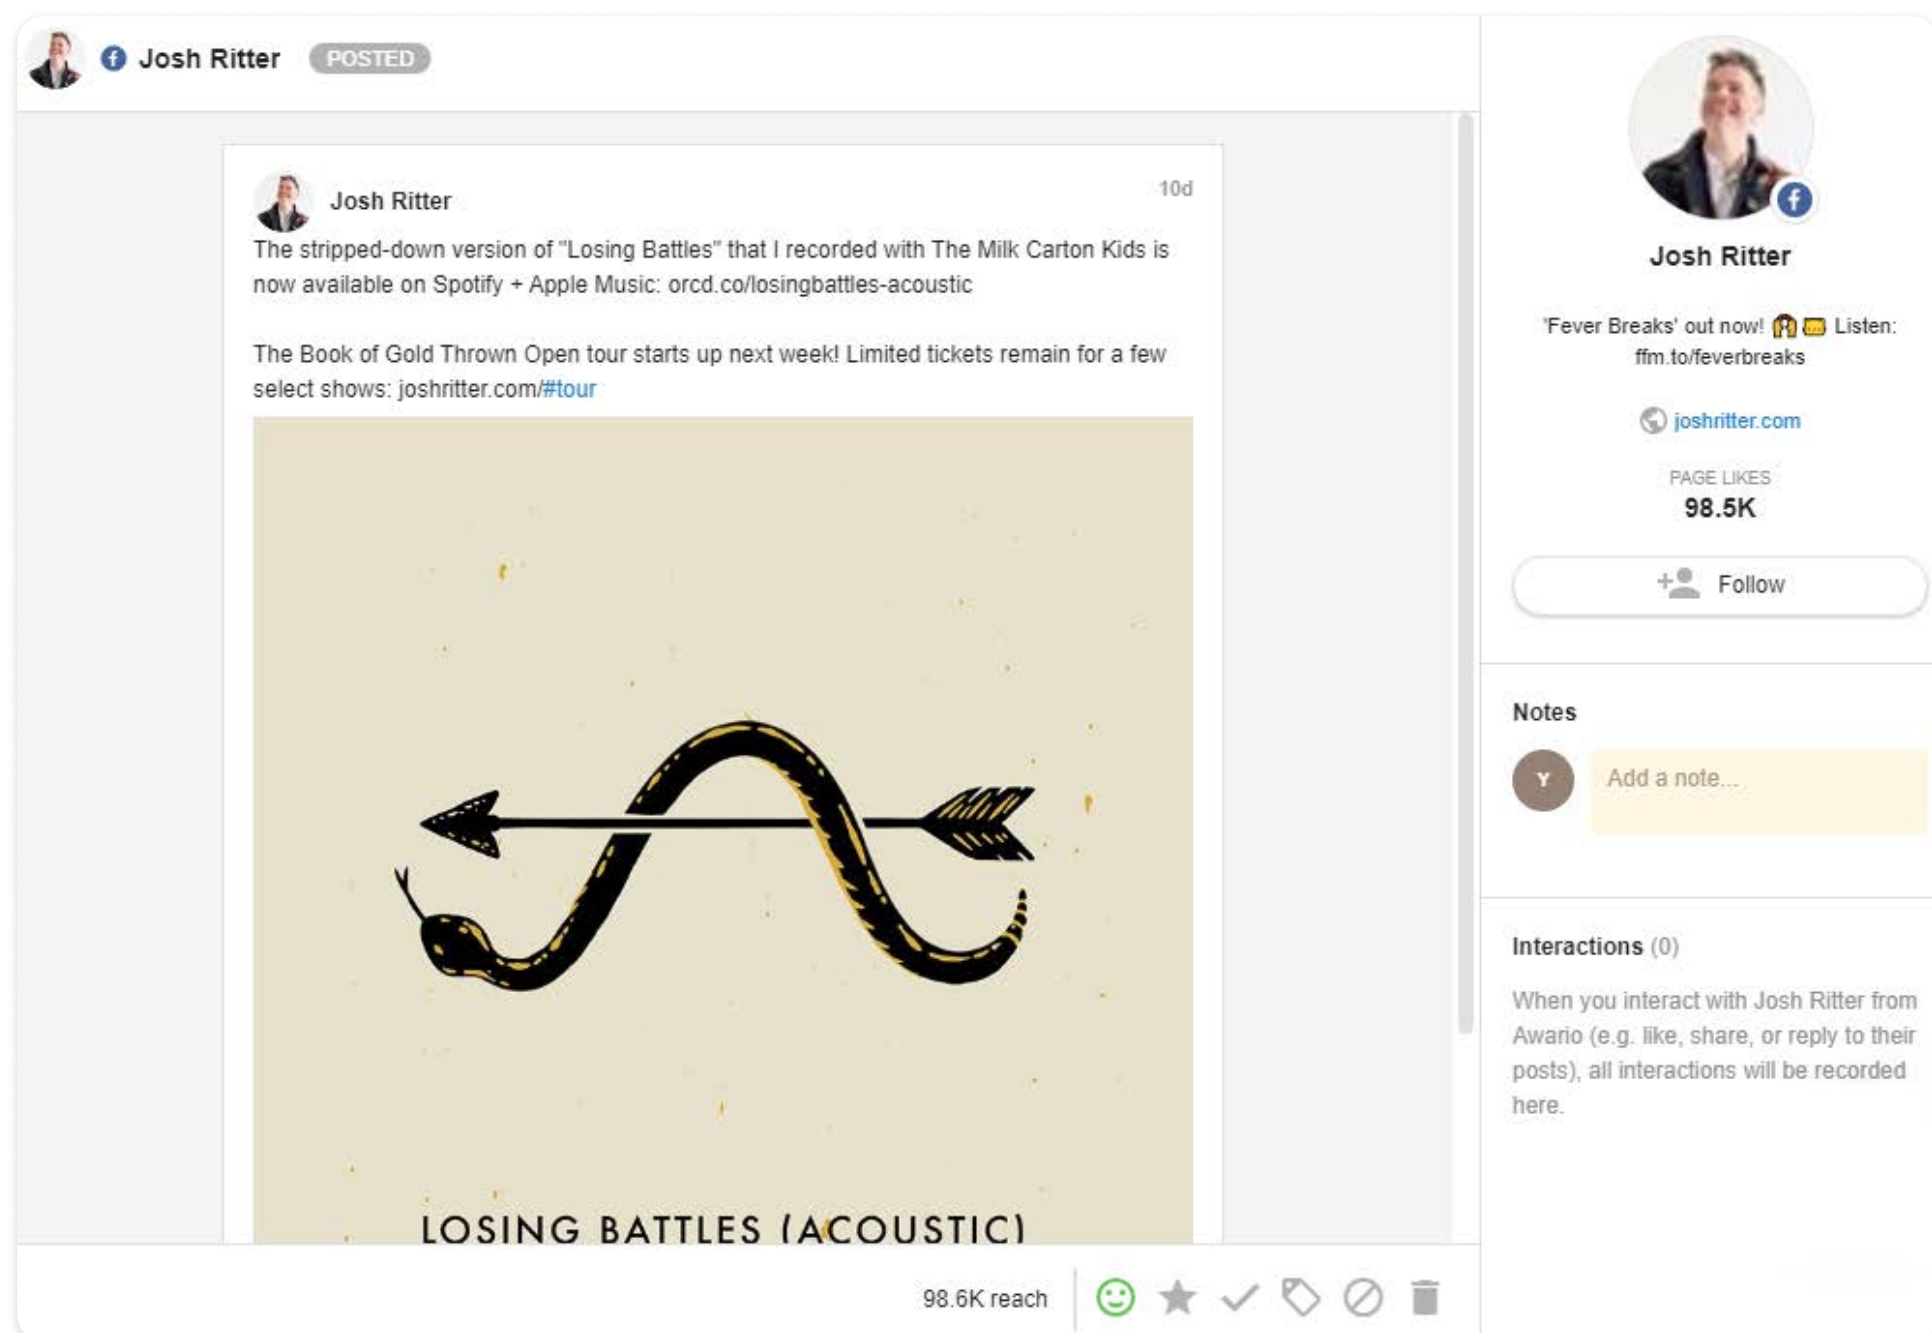 Josh Ritter POSTED
Josh Ritter
10d
The stripped-down version of "Losing Battles" that I recorded with The Milk Carton Kids is
now available on Spotify + Apple Music: orcd.co/losingbattles-acoustic
The Book of Gold Thrown Open tour starts up next week! Limited tickets remain for a few
select shows: joshritter.com/#tour
LOSING BATTLES (ACOUSTIC)
98.6K reach
Josh Ritter
'Fever Breaks' out now! Listen:
ffm.to/feverbreaks
joshritter.com
PAGE LIKES
98.5K
Follow
Notes
Y
Add a note...
Interactions (0)
When you interact with Josh Ritter from
Awario (e.g. like, share, or reply to their
posts), all interactions will be recorded
here.